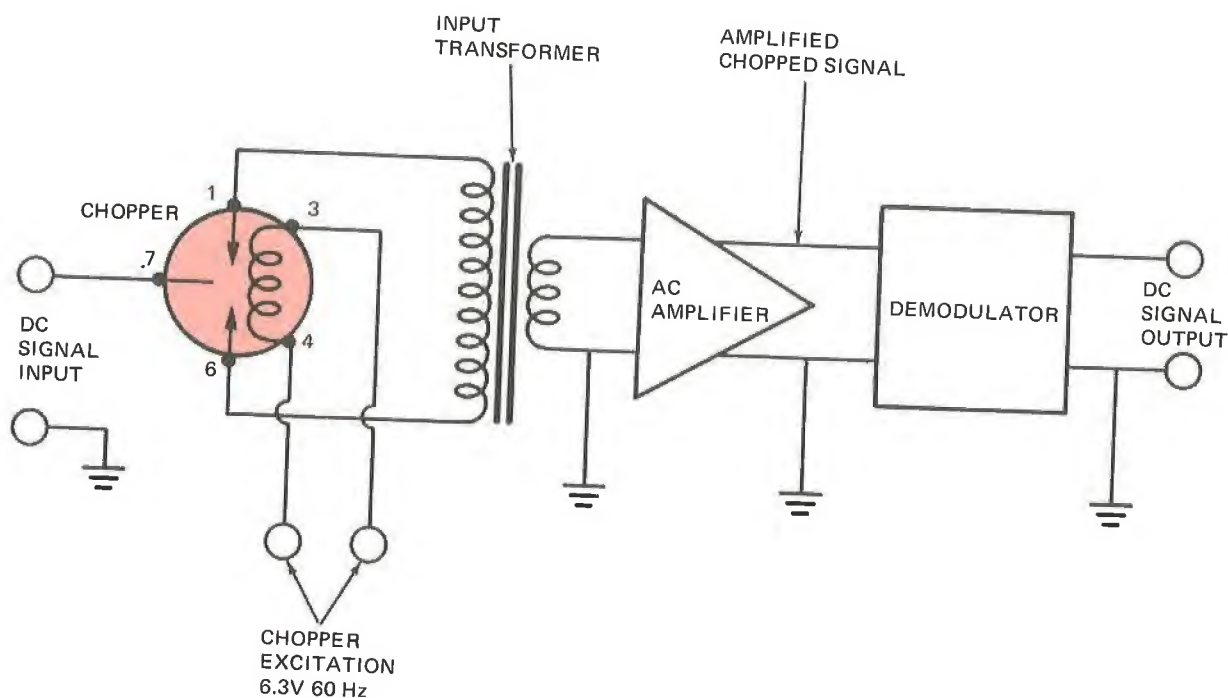 INPUT
TRANSFORMER
AMPLIFIED
CHOPPED SIGNAL
1
3
CHOPPER
.7
4
6
DC
SIGNAL
INPUT
AC
AMPLIFIER
DEMODULATOR
DC
SIGNAL
OUTPUT
CHOPPER
EXCITATION
6.3V 60 Hz